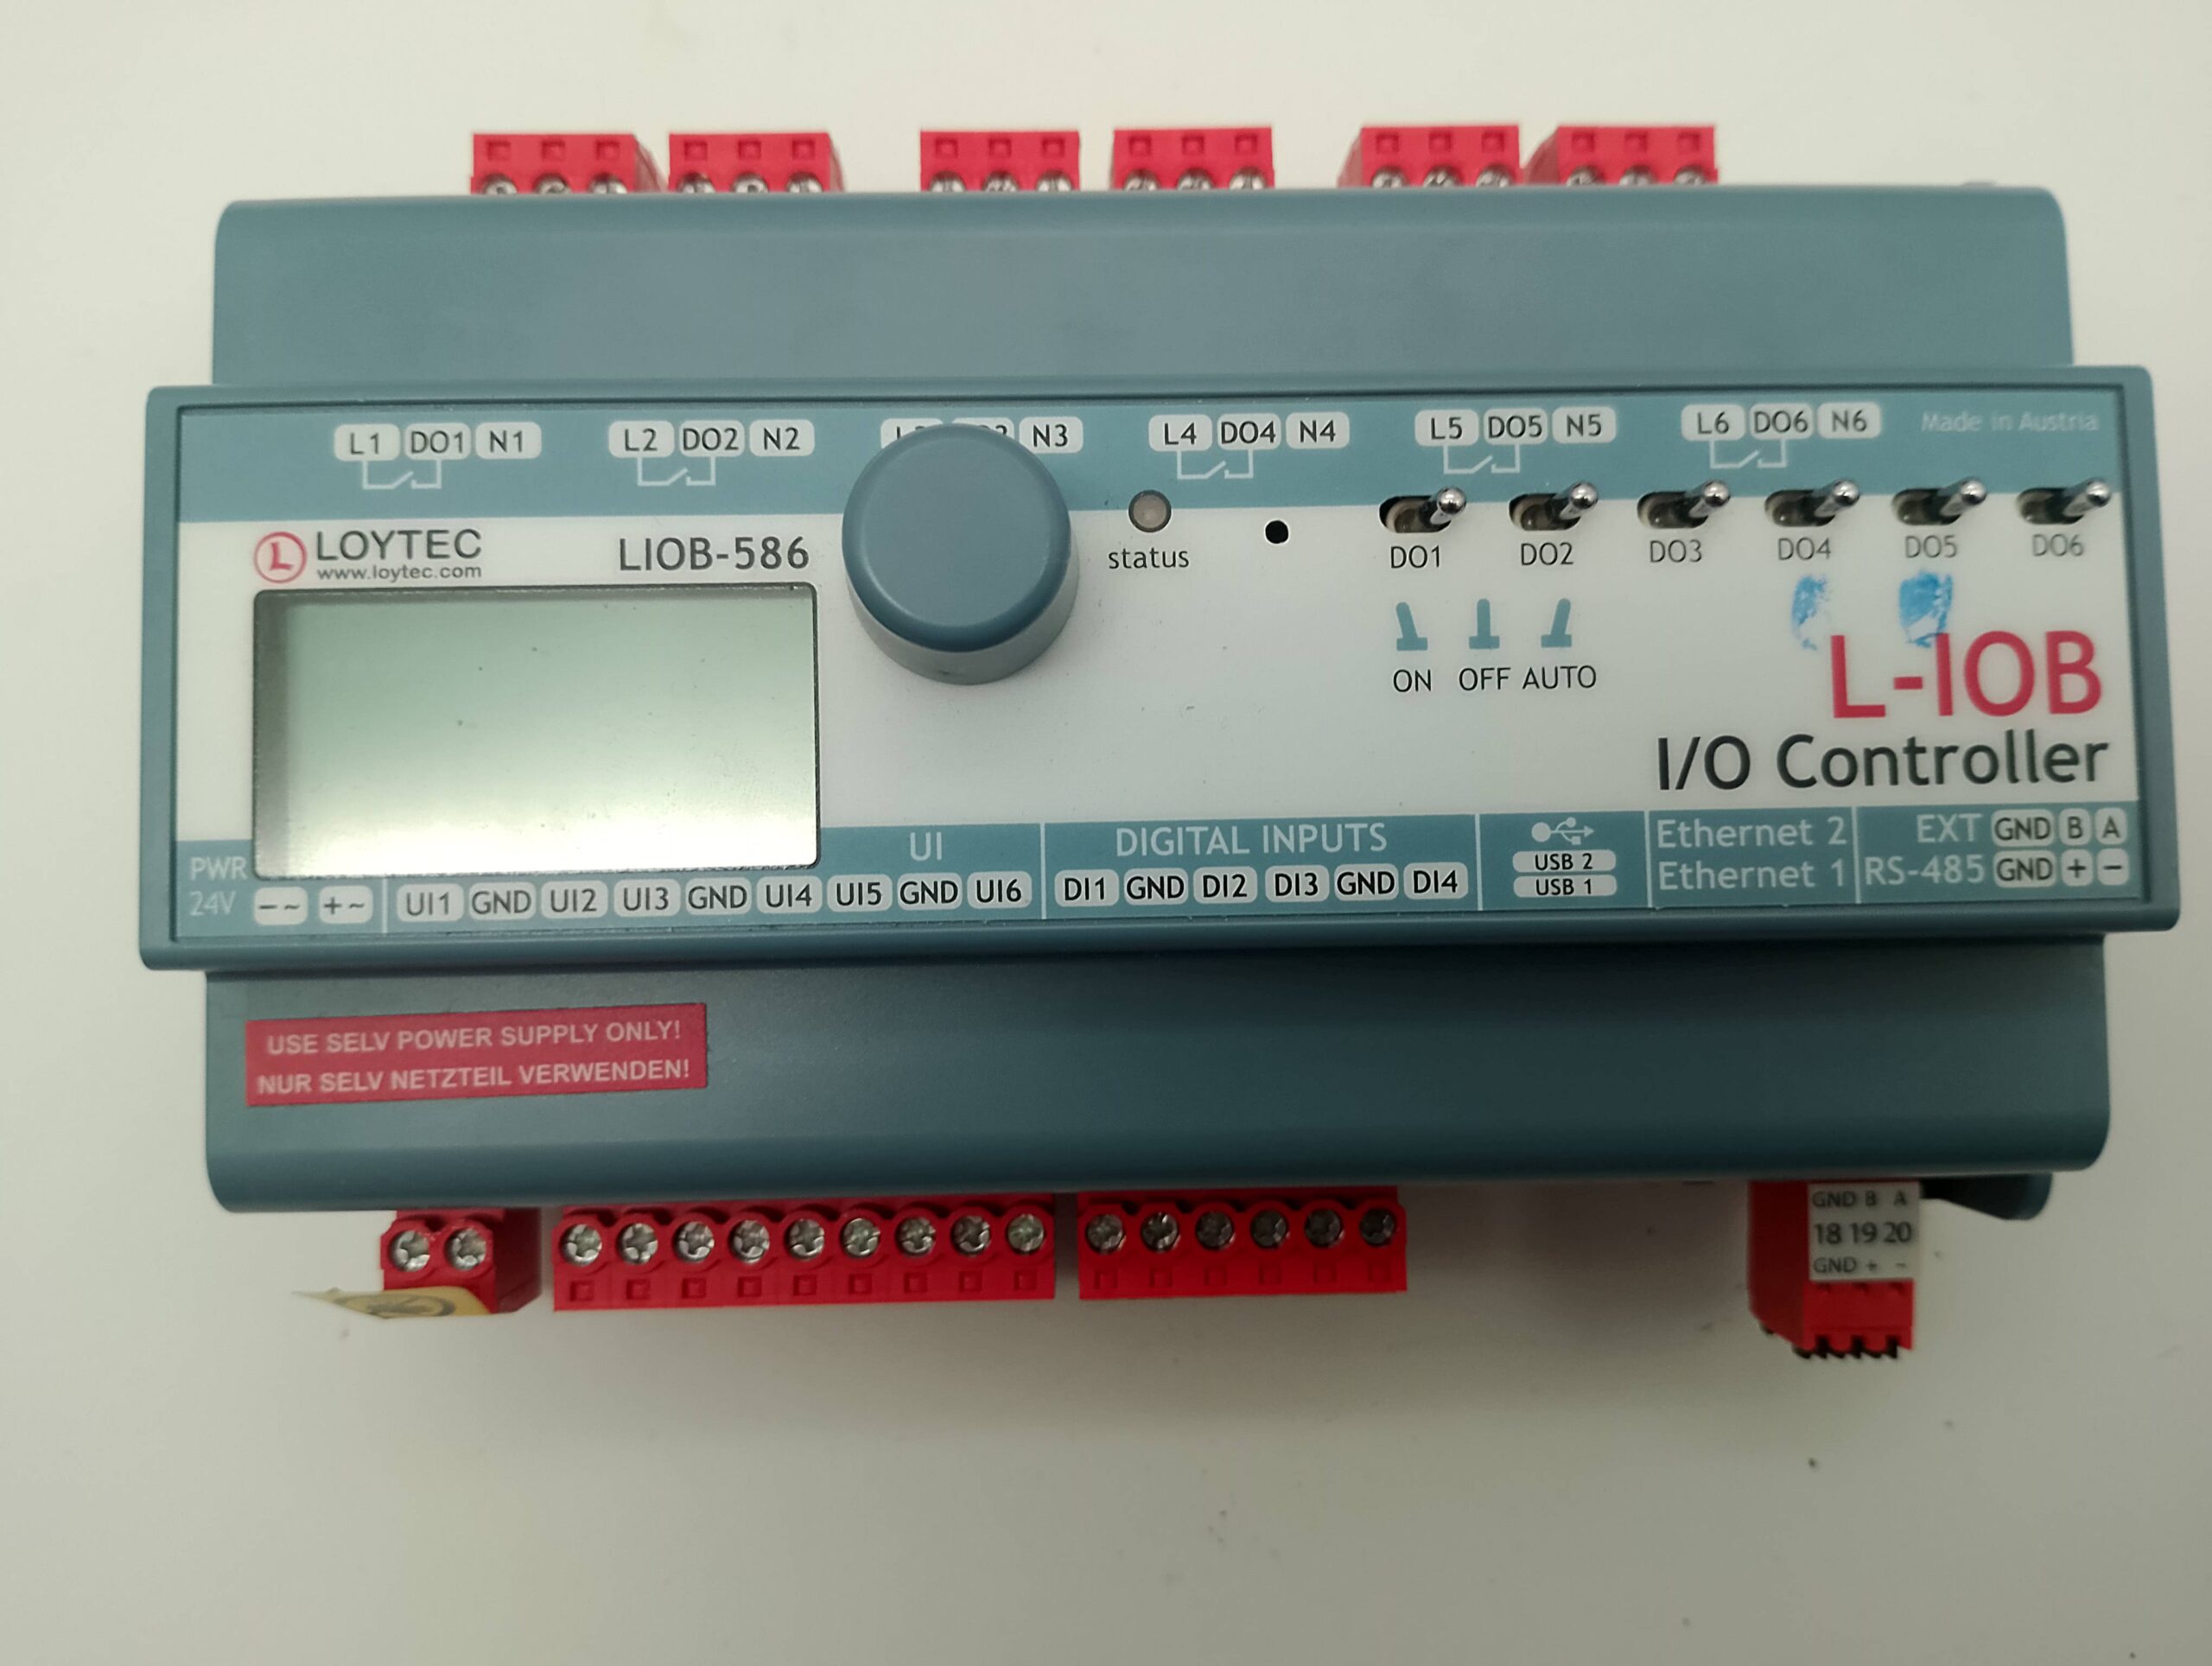 L1 DO1 N1 L2 DO2 N2 N3 L4 DO4 N4 L5 DO5 N5 L6 DO6 N6 Made in Austria
L LOYTEC
www.loytec.com
LIOB-586
status
DO1 DO2 DO3 DO4 DO5 DO6
ON OFF AUTO
L-IOB
I/O Controller
PWR
24V -~ +~
UI
UI1 GND UI2 UI3 GND UI4 UI5 GND UI6
DIGITAL INPUTS
DI1 GND DI2 DI3 GND DI4
USB 2
USB 1
Ethernet 2
Ethernet 1
EXT GND B A
RS-485 GND + -
USE SELV POWER SUPPLY ONLY!
NUR SELV NETZTEIL VERWENDEN!
GND B A
18 19 20
GND + -